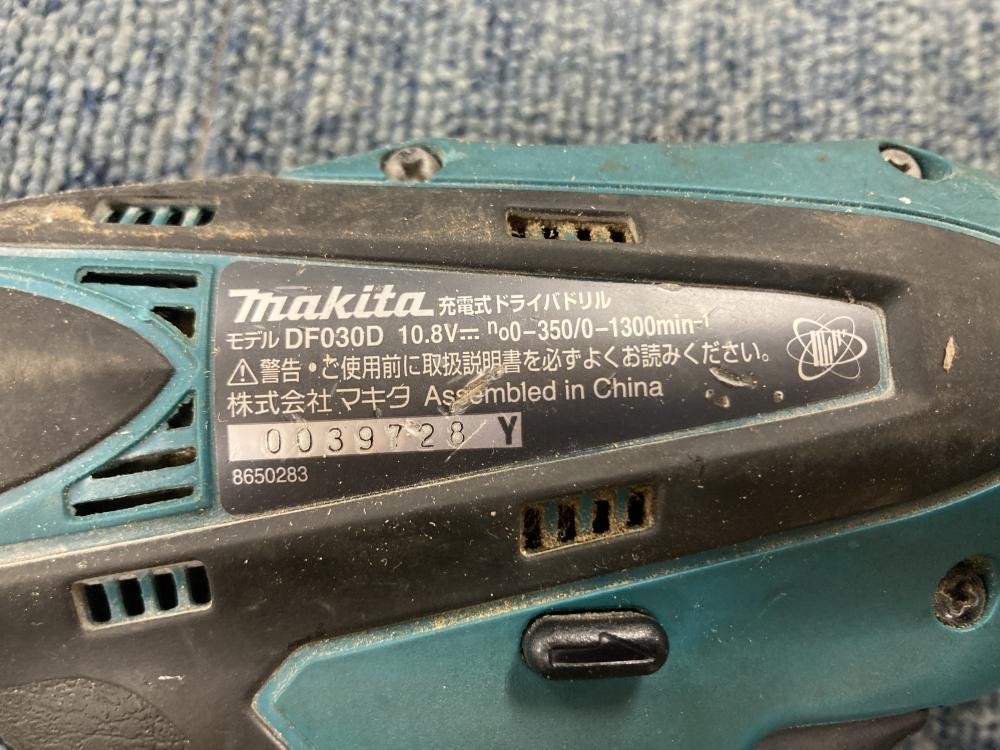 makita 充電式ドライバドリル
モデル DF030D 10.8V⎓ n₀0-350/0-1300min⁻¹
⚠警告・ご使用前に取扱説明書を必ずよくお読みください。
株式会社マキタ Assembled in China
0039728 Y
8650283